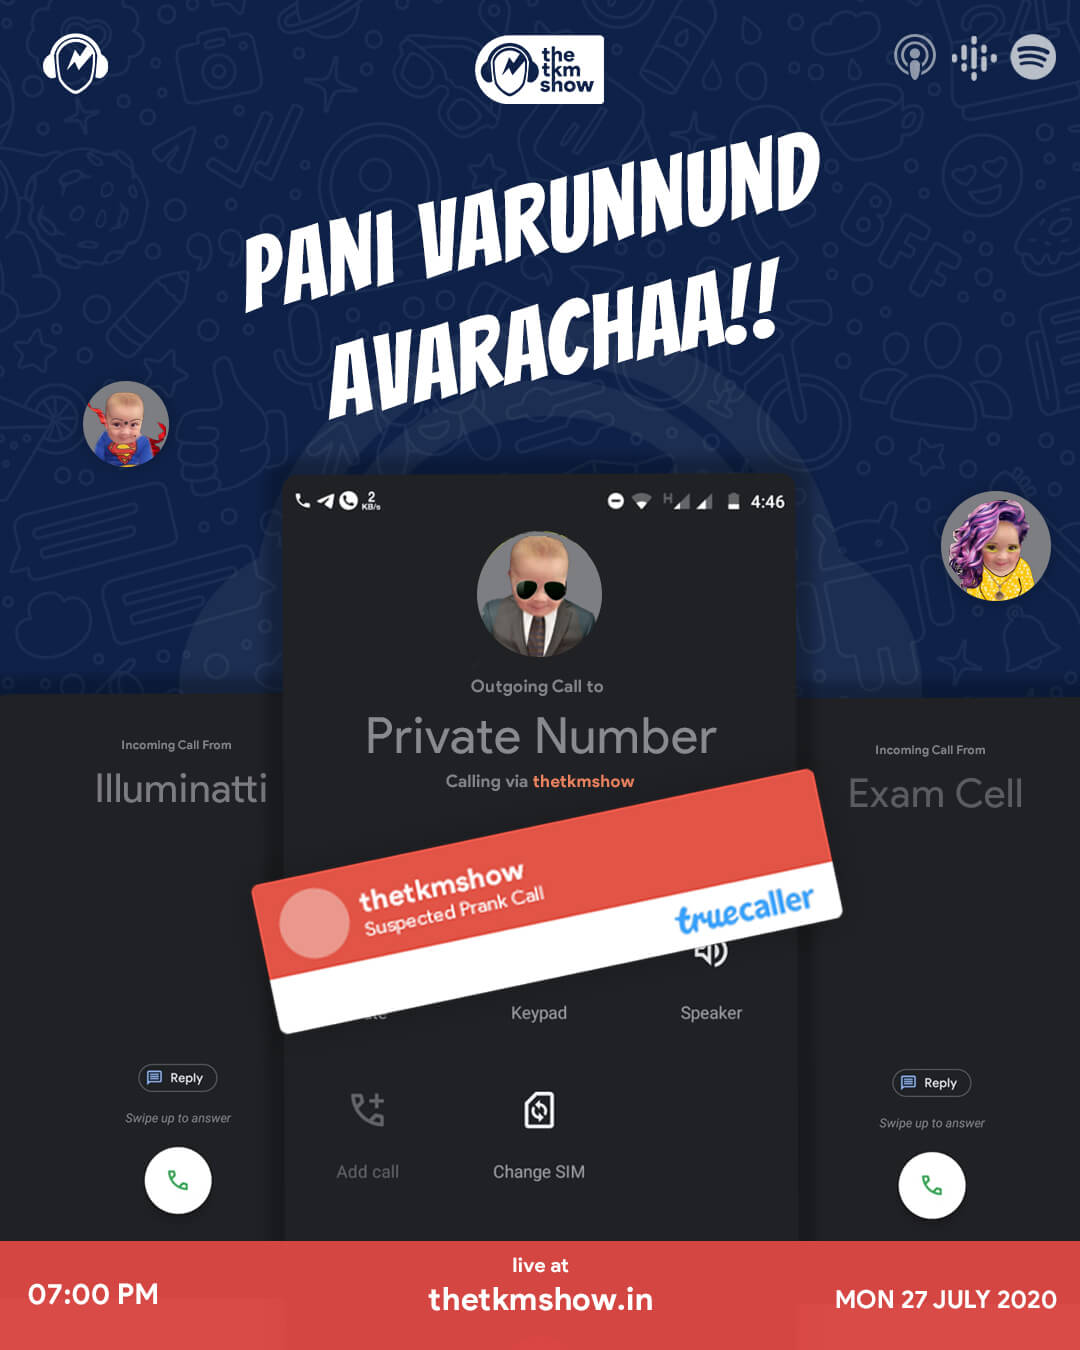 the
tkm
show
PANI VARUNNUND
AVARACHAA!!
2
KB/s
H
4:46
Outgoing Call to
Private Number
Calling via thetkmshow
Incoming Call From
Illuminatti
Incoming Call From
Exam Cell
thetkmshow
Suspected Prank Call
truecaller
Keypad
Speaker
Reply
Swipe up to answer
Add call
Change SIM
Reply
Swipe up to answer
07:00 PM
live at
thetkmshow.in
MON 27 JULY 2020
BFF